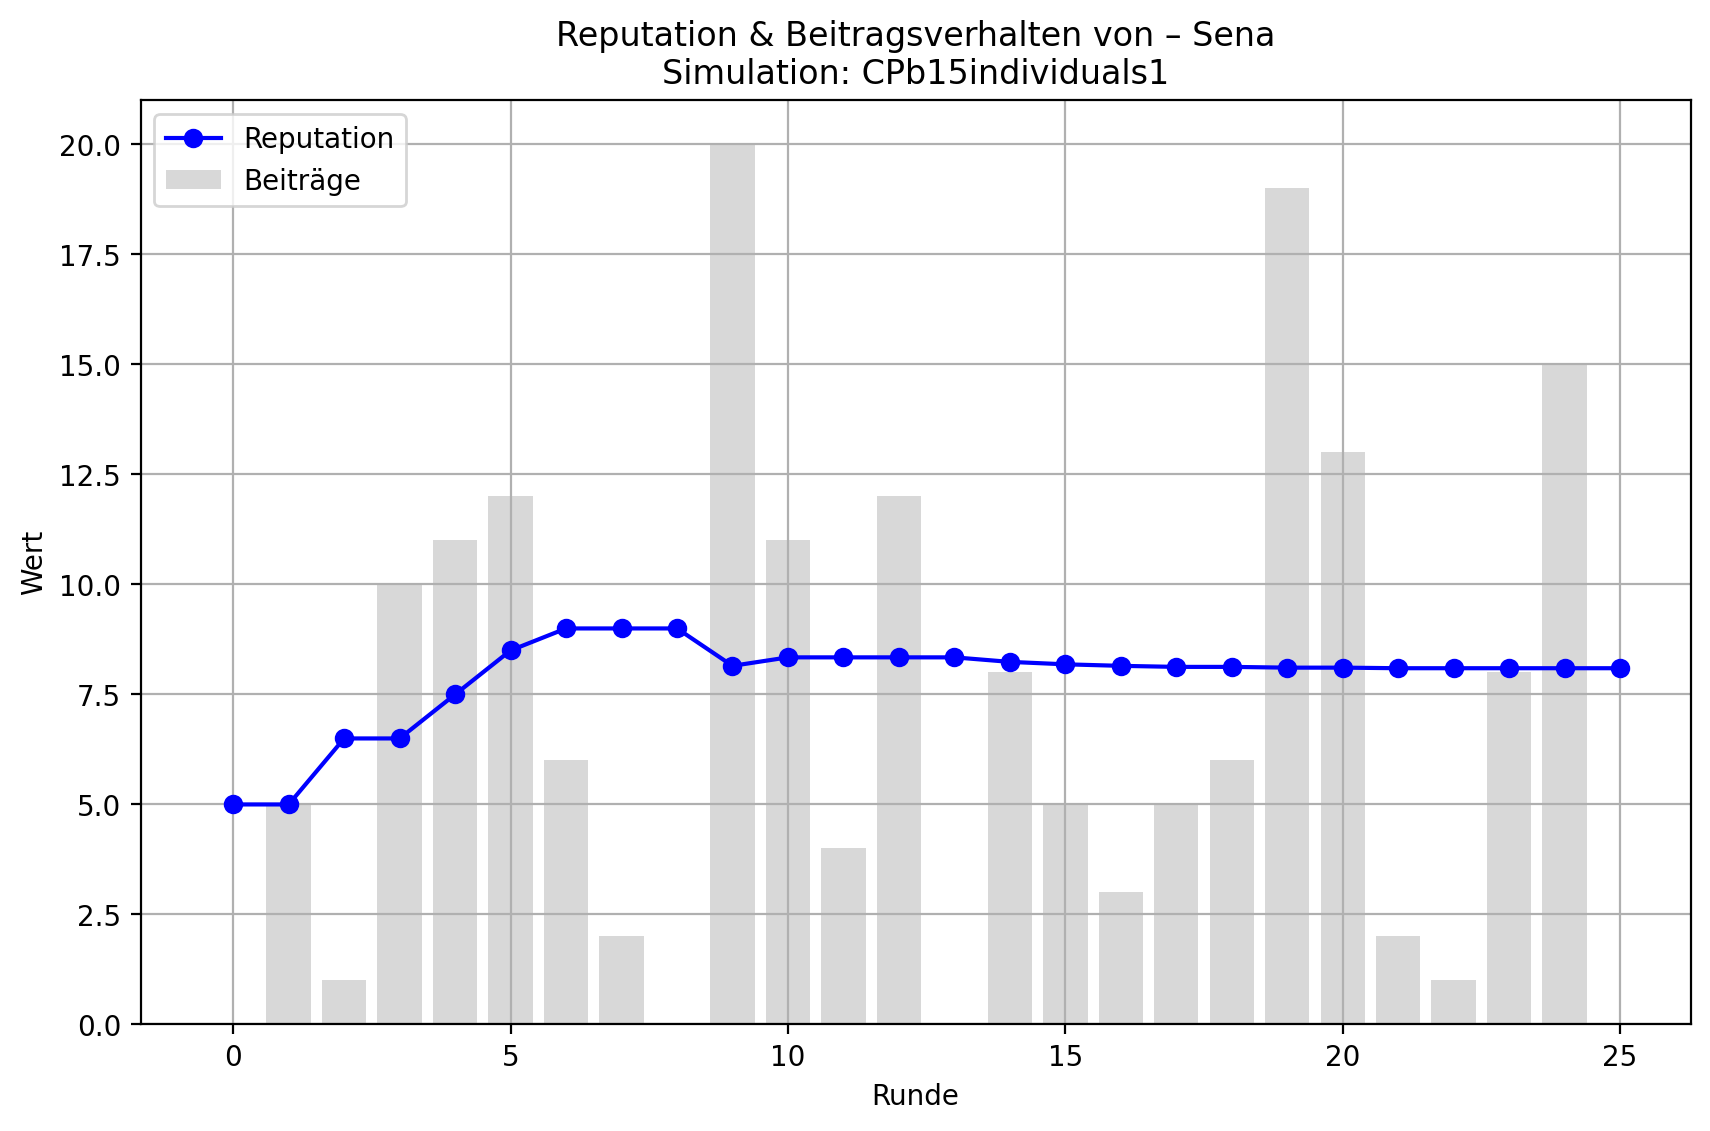 Reputation & Beitragsverhalten von – Sena
Simulation: CPb15individuals1
Reputation
Beiträge
20.0
17.5
15.0
12.5
10.0
7.5
5.0
2.5
0.0
Wert
0 5 10 15 20 25
Runde